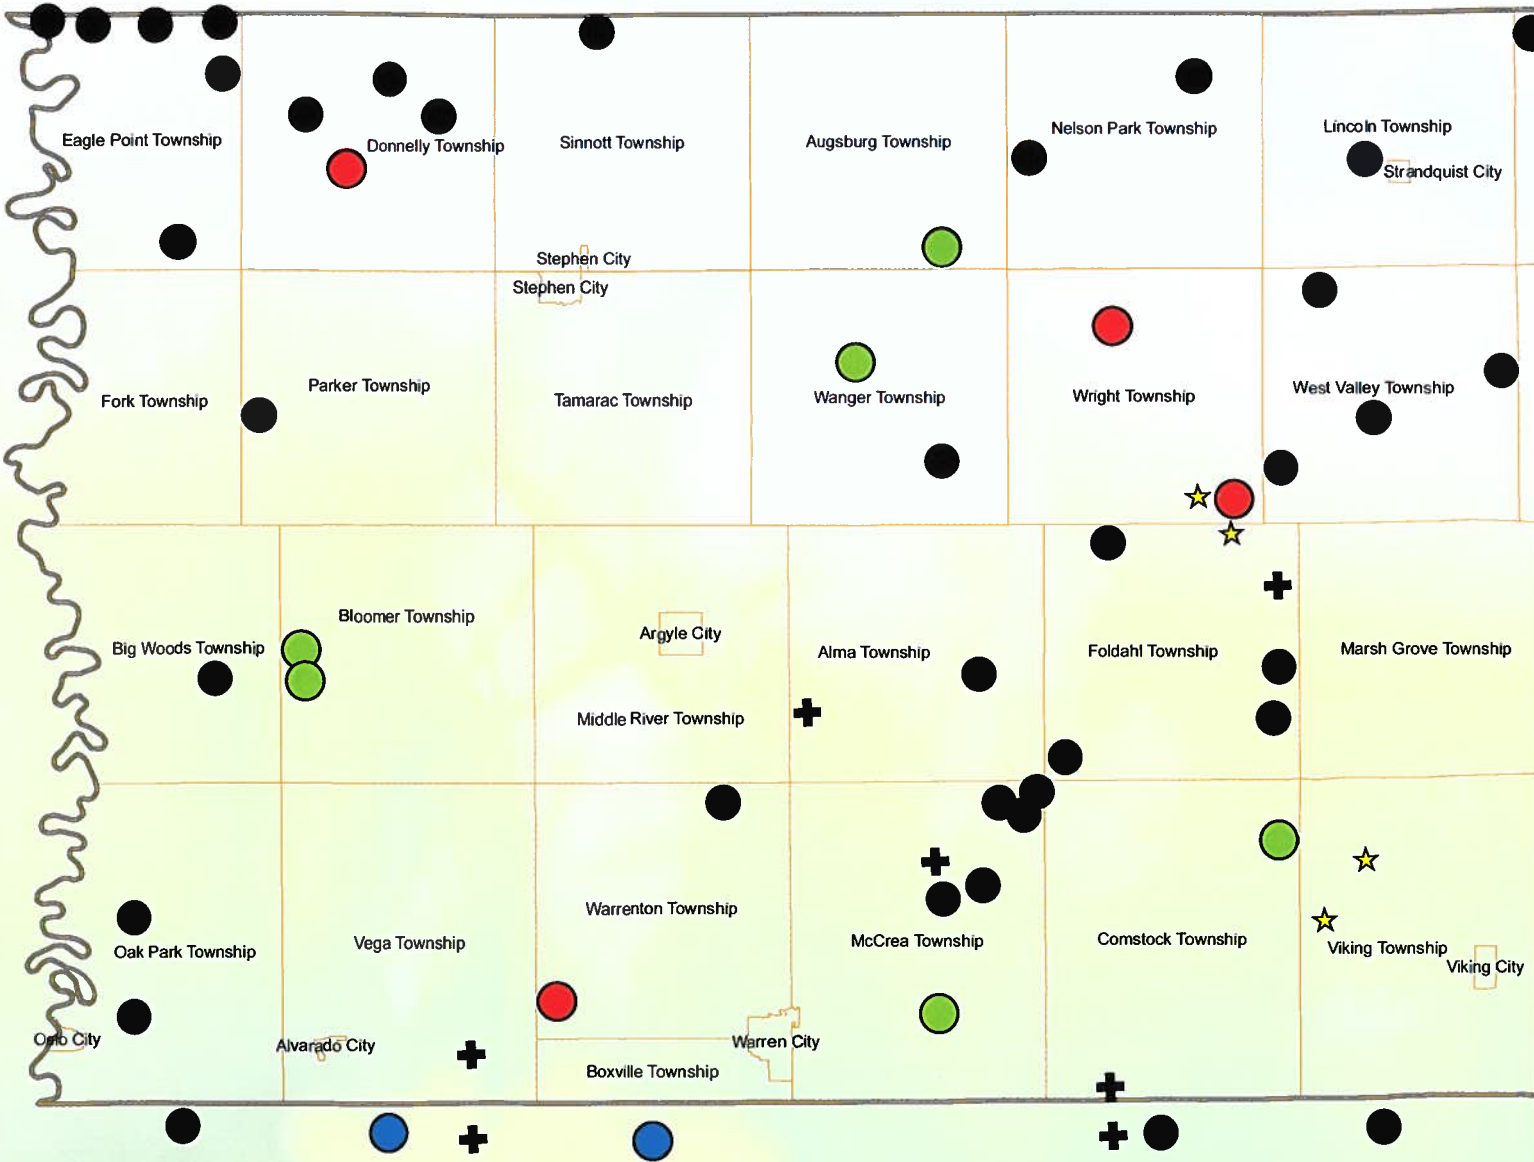 Eagle Point Township
Donnelly Township
Sinnott Township
Augsburg Township
Nelson Park Township
Lincoln Township
Strandquist City
Stephen City
Stephen City
Fork Township
Parker Township
Tamarac Township
Wanger Township
Wright Township
West Valley Township
Big Woods Township
Bloomer Township
Argyle City
Middle River Township
Alma Township
Foldahl Township
Marsh Grove Township
Oak Park Township
Vega Township
Warrenton Township
McCrea Township
Comstock Township
Viking Township
Viking City
Oslo City
Alvarado City
Warren City
Boxville Township